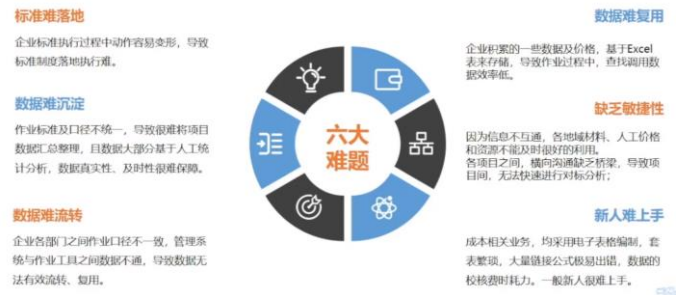 标准难落地
企业标准执行过程中动作容易变形，导致
标准制度落地执行难。
数据难沉淀
作业标准及口径不统一，导致很难将项目
数据汇总整理，且数据大部分基于人工统
计分析，数据真实性、及时性很难保障。
数据难流转
企业各部门之间作业口径不一致，管理系
统与作业工具之间数据不通，导致数据无
法有效流转、复用。
六大
难题
数据难复用
企业积累的一些数据及价格，基于Excel
表来存储，导致作业过程中，查找调用数
据效率低。
缺乏敏捷性
因为信息不互通，各地域材料、人工价格
和资源不能及时很好的利用。
各项目之间，横向沟通缺乏桥梁，导致项
目间，无法快速进行对标分析；
新人难上手
成本相关业务，均采用电子表格编制，套
表繁琐，大量链接公式极易出错，数据的
校核费时耗力。一般新人很难上手。